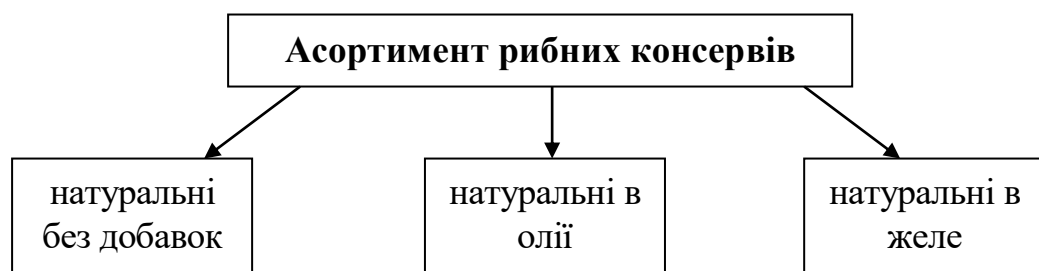 Асортимент рибних консервів
натуральні
без добавок
натуральні в
олії
натуральні в
желе